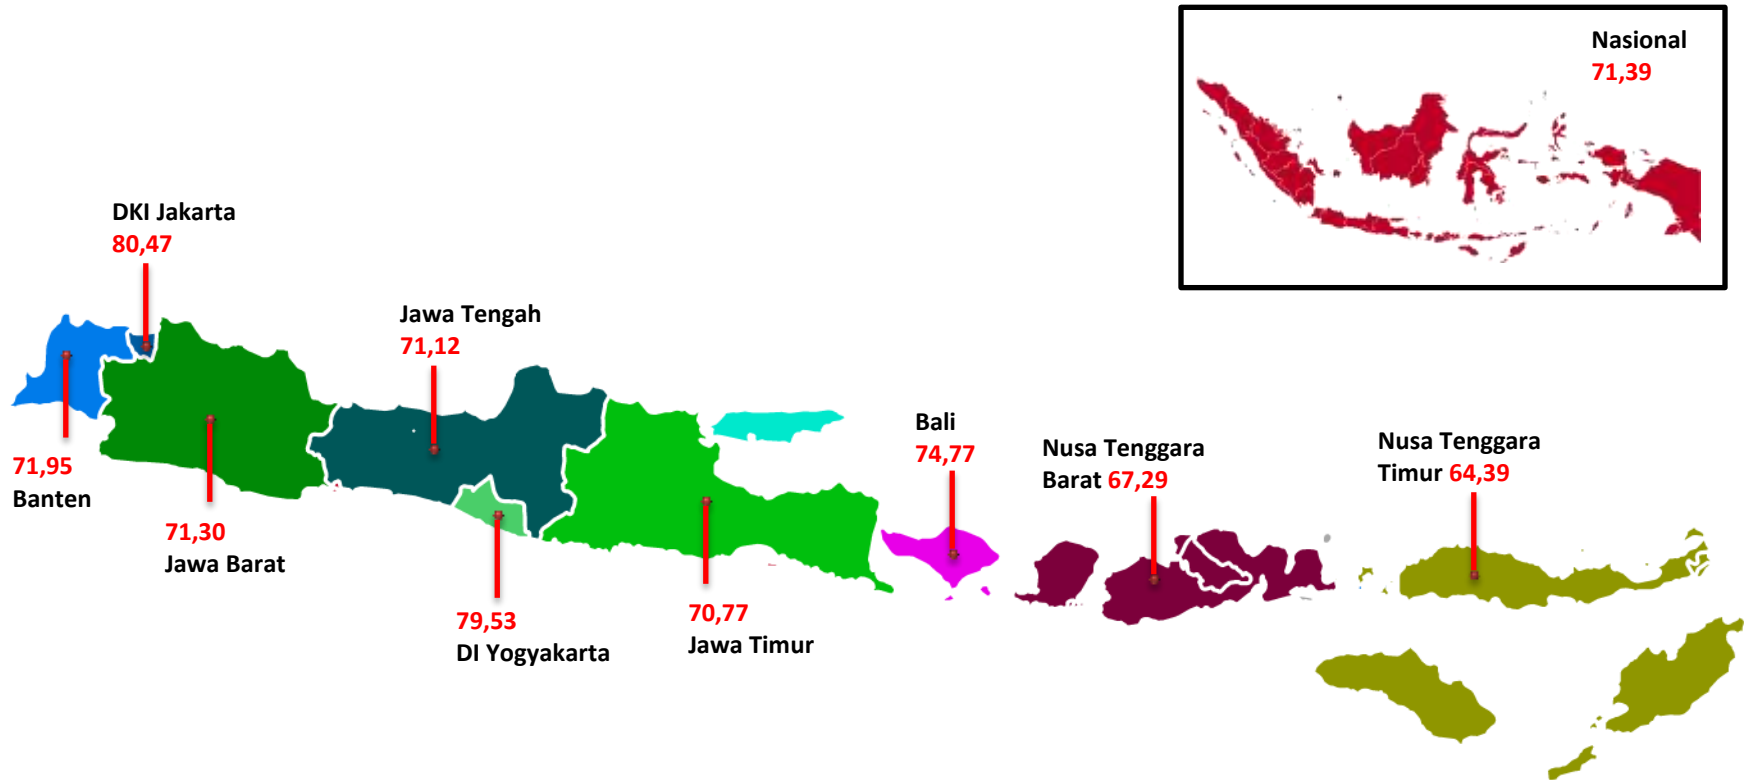 Nasional
71,39
DKI Jakarta
80,47
Jawa Tengah
71,12
Bali
74,77
Nusa Tenggara
Barat 67,29
Nusa Tenggara
Timur 64,39
71,95
Banten
71,30
Jawa Barat
79,53
DI Yogyakarta
70,77
Jawa Timur